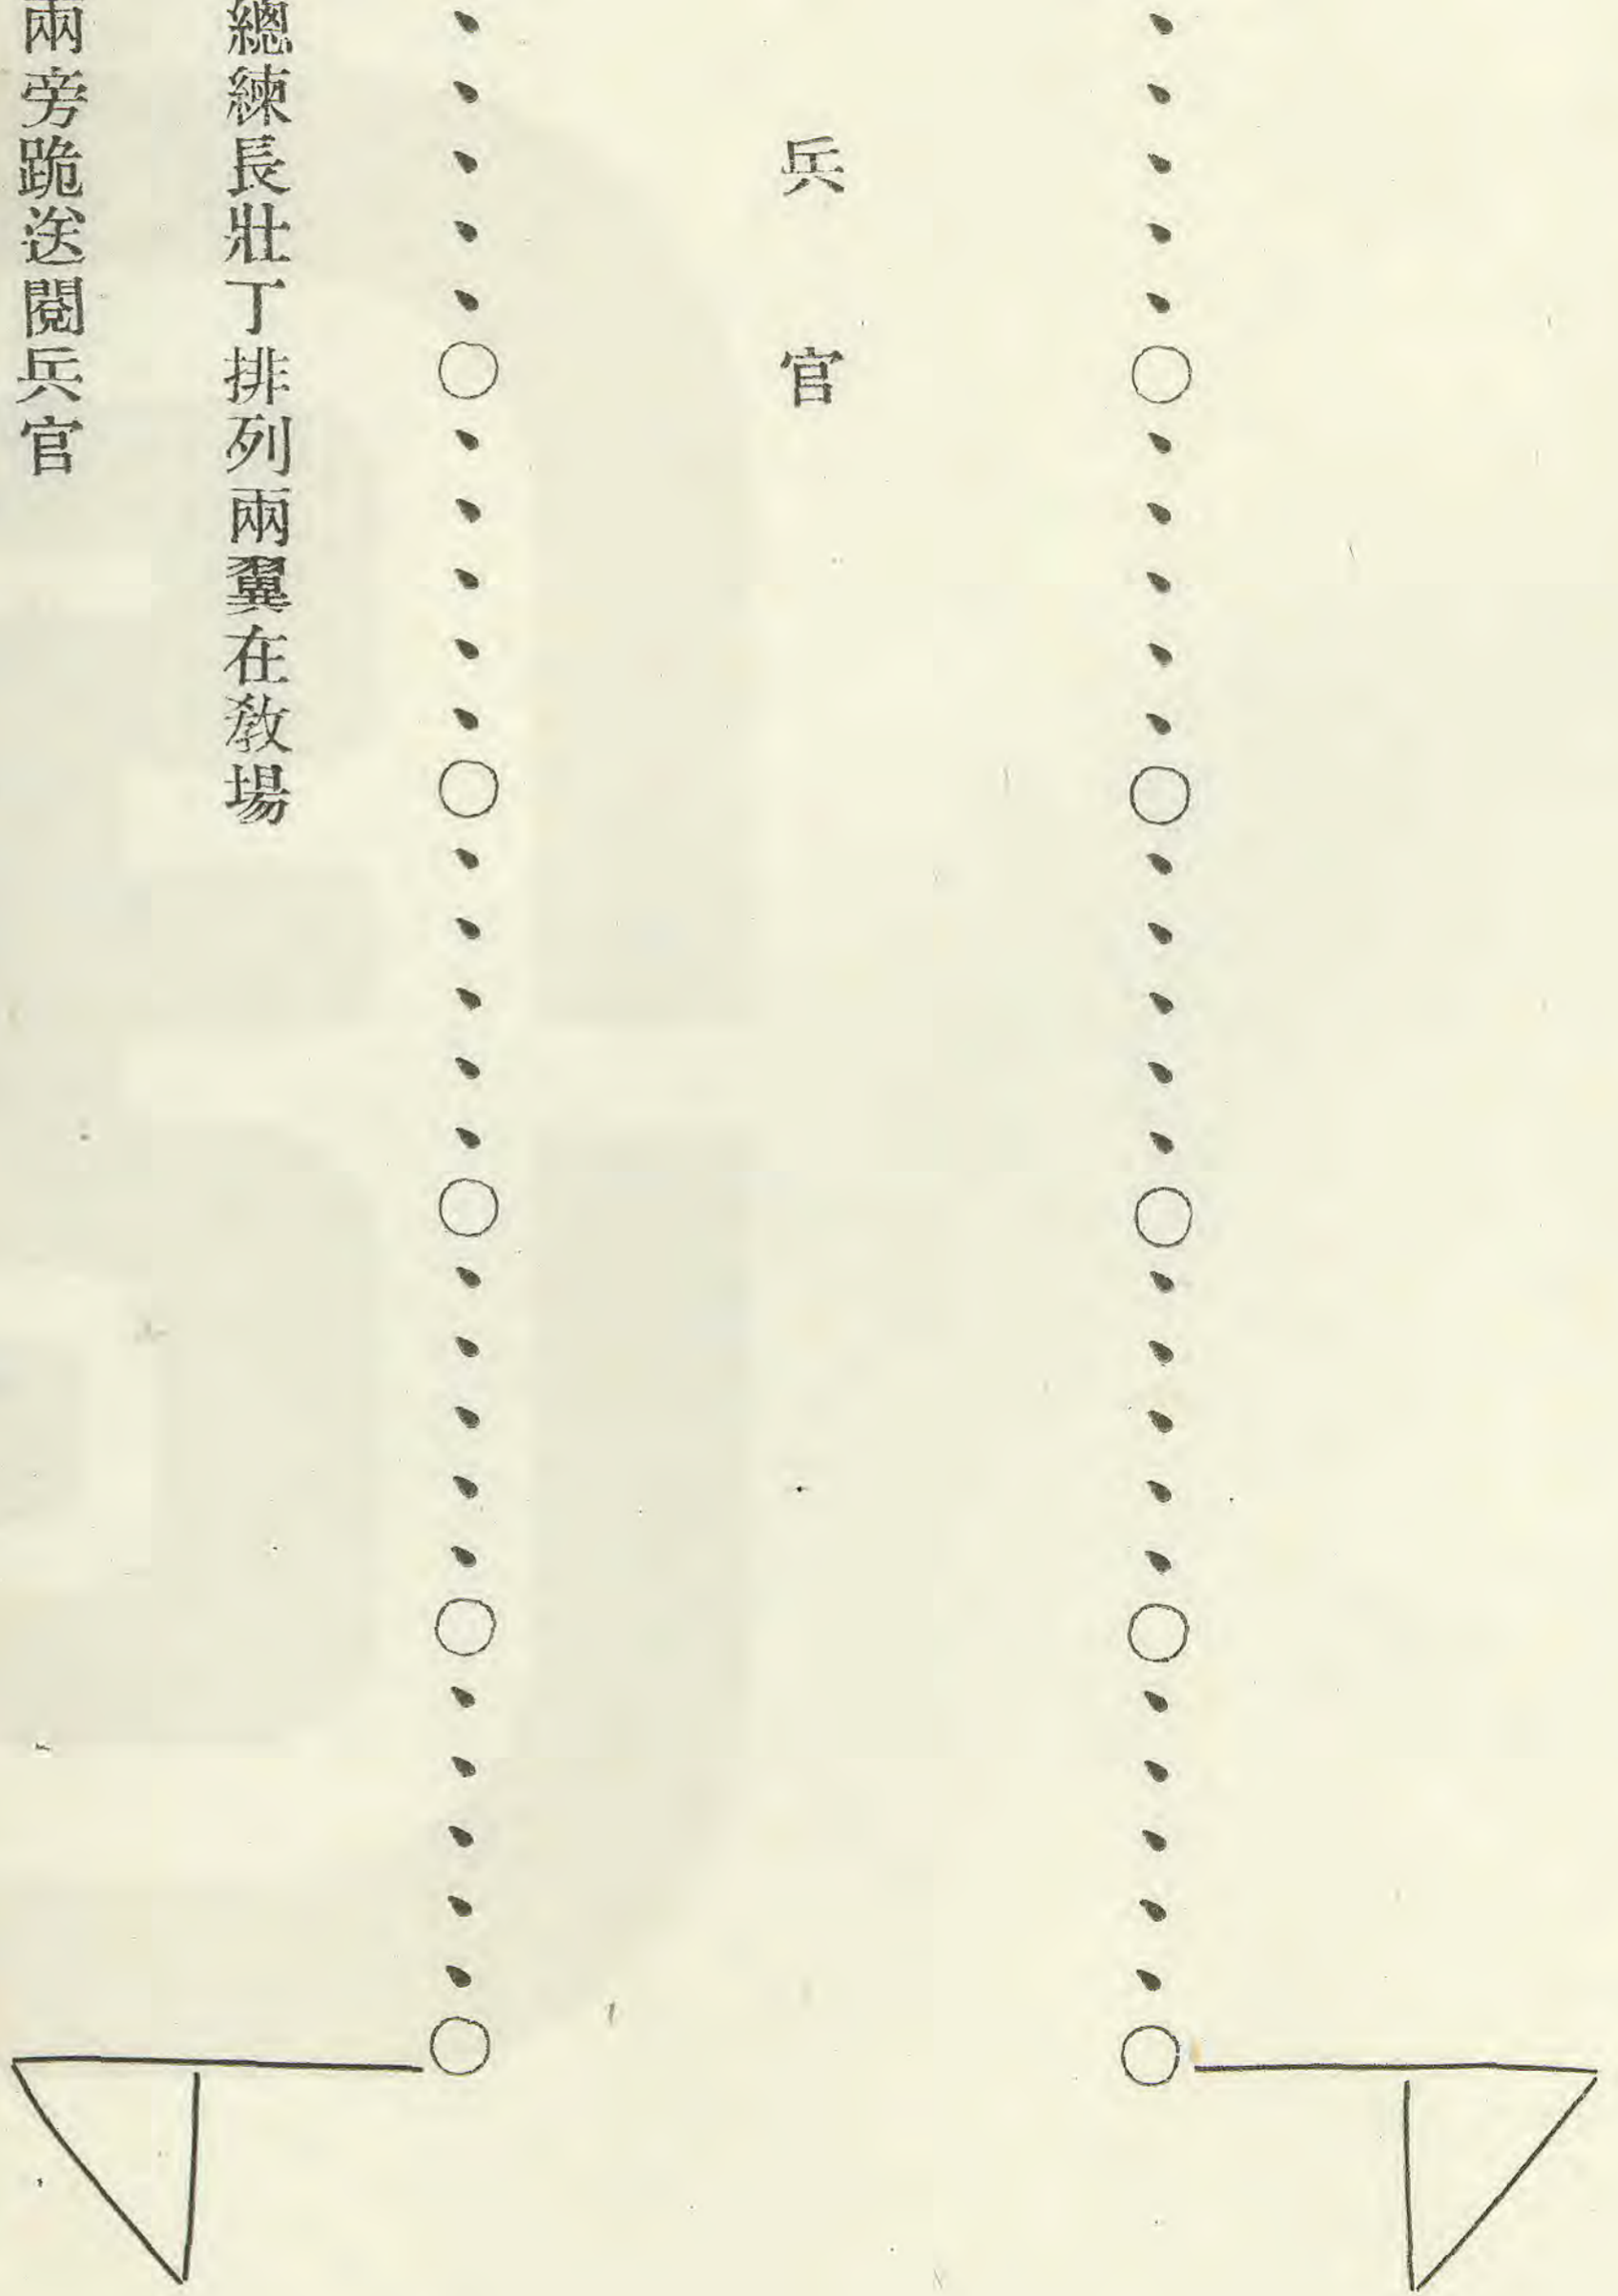 兵官
總練長壯丁排列兩翼在教場
兩旁跪送閱兵官